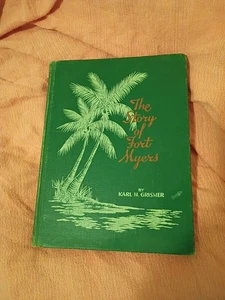 The
Story
of
Fort
Myers
BY
KARL H. GRISMER